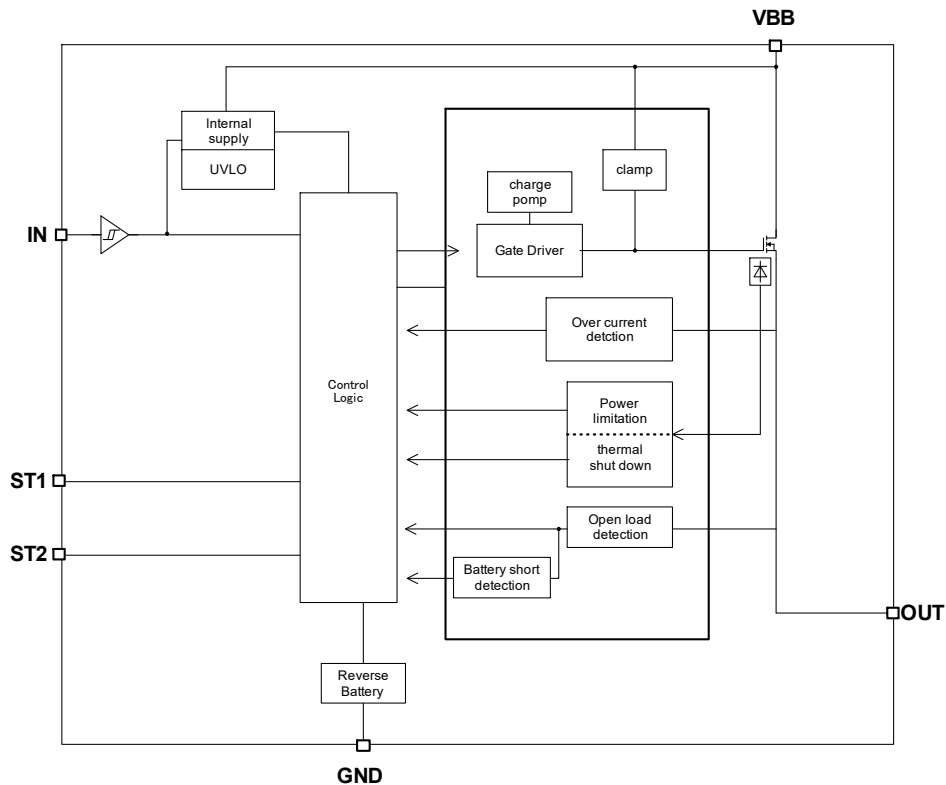 VBB
Internal
supply
UVLO
clamp
charge
pomp
IN
Gate Driver
Over current
detction
Control
Logic
Power
limitation
thermal
shut down
ST1
Open load
detection
ST2
Battery short
detection
OUT
Reverse
Battery
GND